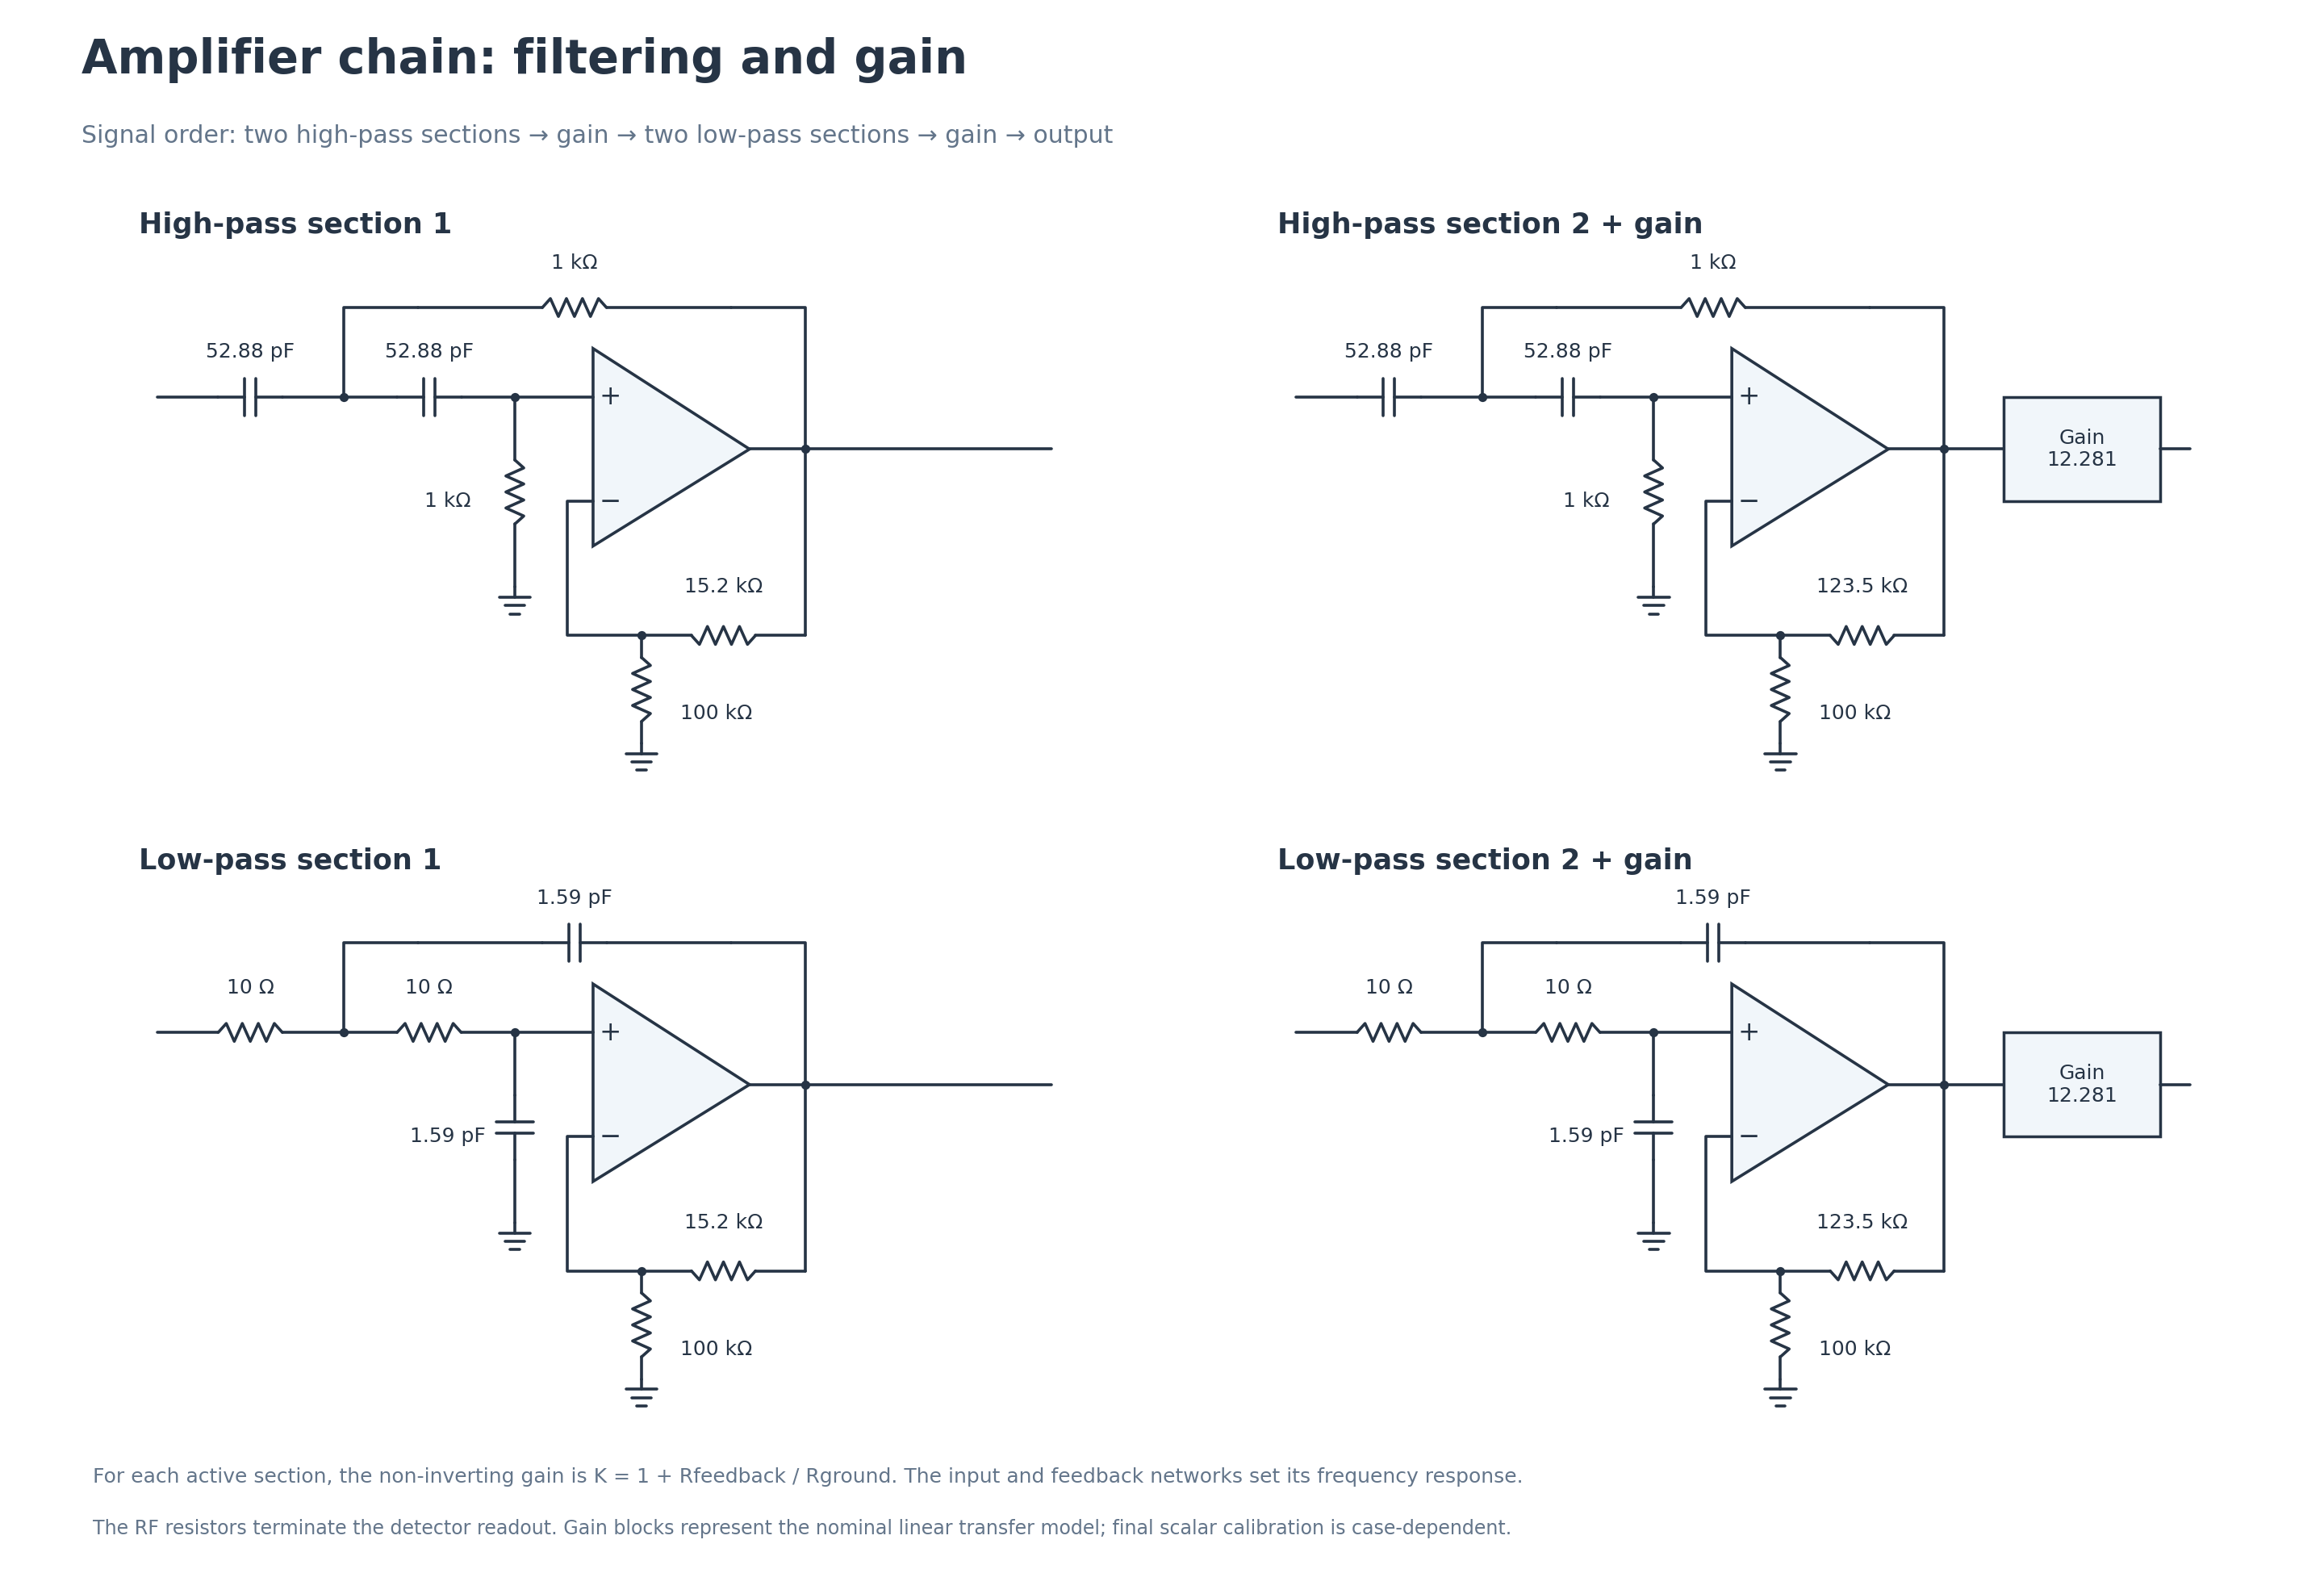 Amplifier chain: filtering and gain
Signal order: two high-pass sections → gain → two low-pass sections → gain → output
High-pass section 1
1 kΩ
52.88 pF
52.88 pF
+
−
1 kΩ
15.2 kΩ
100 kΩ
High-pass section 2 + gain
1 kΩ
52.88 pF
52.88 pF
+
−
Gain
12.281
1 kΩ
123.5 kΩ
100 kΩ
Low-pass section 1
1.59 pF
10 Ω
10 Ω
+
−
1.59 pF
15.2 kΩ
100 kΩ
Low-pass section 2 + gain
1.59 pF
10 Ω
10 Ω
+
−
Gain
12.281
1.59 pF
123.5 kΩ
100 kΩ
For each active section, the non-inverting gain is K = 1 + Rfeedback / Rground. The input and feedback networks set its frequency response.
The RF resistors terminate the detector readout. Gain blocks represent the nominal linear transfer model; final scalar calibration is case-dependent.